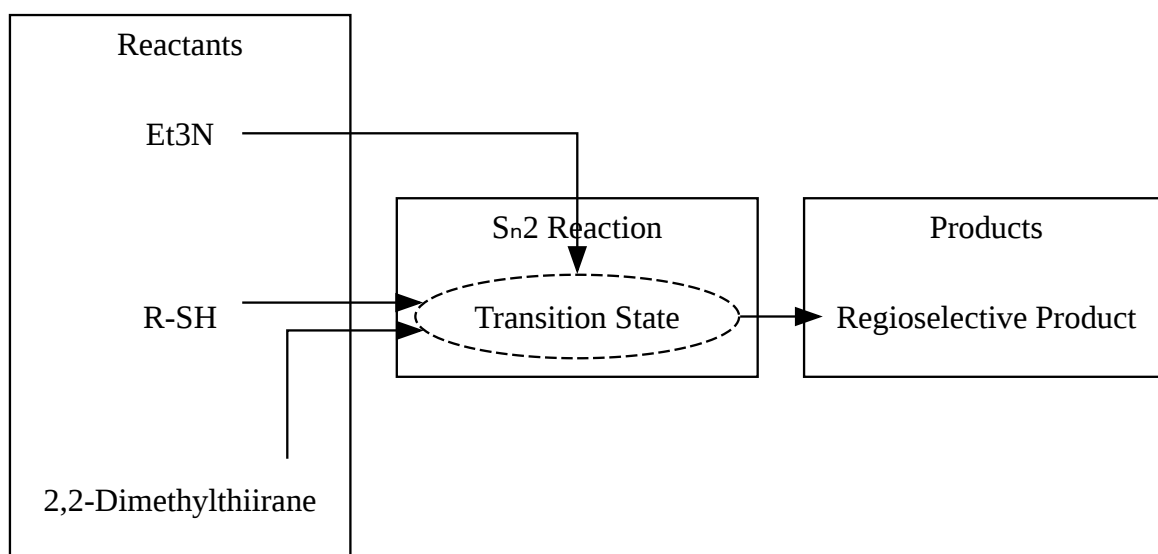 Reactants
Et3N
Sₙ2 Reaction
Products
R-SH
Transition State
Regioselective Product
2,2-Dimethylthiirane